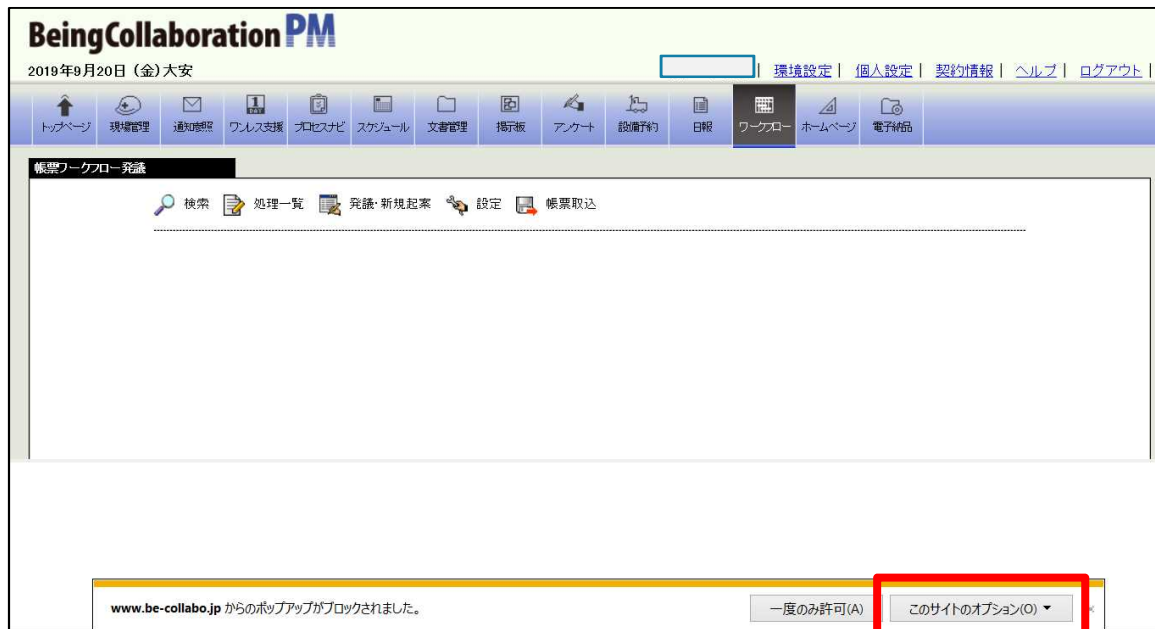 BeingCollaboration PM
2019年9月20日（金）大安
| 環境設定 | 個人設定 | 契約情報 | ヘルプ | ログアウト |
トップページ 現場管理 通知参照 ワンレス支援 プロセスナビ スケジュール 文書管理 掲示板 アンケート 設備予約 日報 ワークフロー ホームページ 電子納品
帳票ワークフロー発議
検索 処理一覧 発議・新規起案 設定 帳票取込
www.be-collabo.jp からのポップアップがブロックされました。 一度のみ許可(A) このサイトのオプション(O) ▼ ×